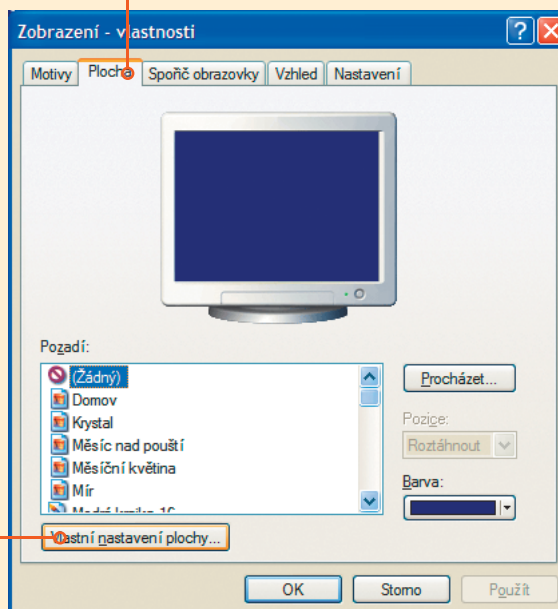 Zobrazení - vlastnosti
Motivy Plocha Spořič obrazovky Vzhled Nastavení
Pozadí:
(Žádný)
Domov
Krystal
Měsíc nad pouští
Měsíční květina
Mír
Procházet...
Pozice:
Roztáhnout
Barva:
Vlastní nastavení plochy...
OK Storno Použít